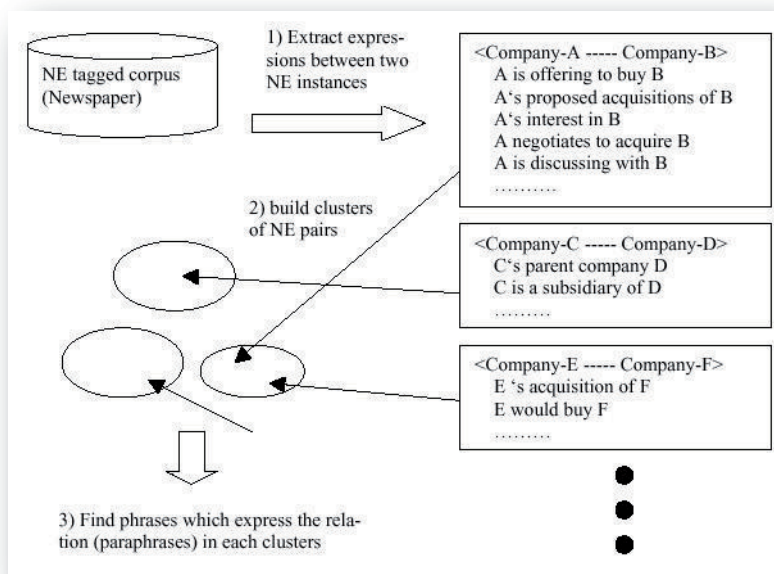 NE tagged corpus
(Newspaper)
1) Extract expres-
sions between two
NE instances
<Company-A ----- Company-B>
A is offering to buy B
A‘s proposed acquisitions of B
A‘s interest in B
A negotiates to acquire B
A is discussing with B
……….
2) build clusters
of NE pairs
<Company-C ----- Company-D>
C‘s parent company D
C is a subsidiary of D
………
<Company-E ----- Company-F>
E ‘s acquisition of F
E would buy F
………
3) Find phrases which express the rela-
tion (paraphrases) in each clusters